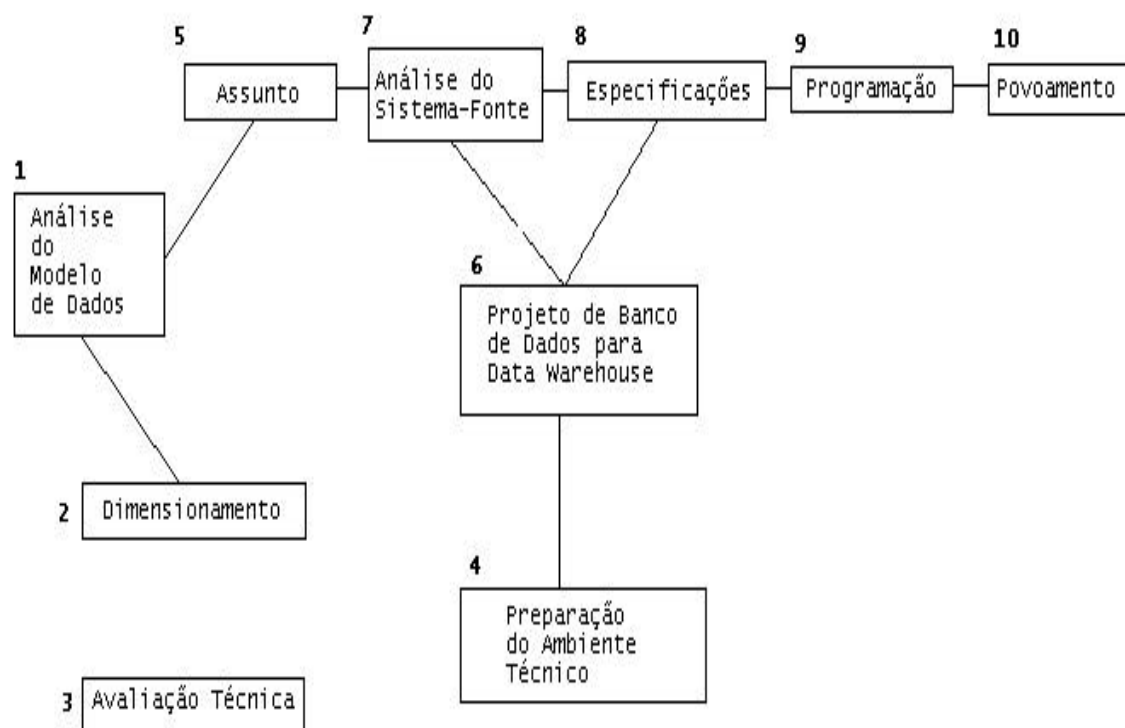 5
Assunto
7
Análise do
Sistema-Fonte
8
Especificações
9
Programação
10
Povoamento
1
Análise
do
Modelo
de Dados
6
Projeto de Banco
de Dados para
Data Warehouse
2
Dimensionamento
4
Preparação
do Ambiente
Técnico
3
Avaliação Técnica